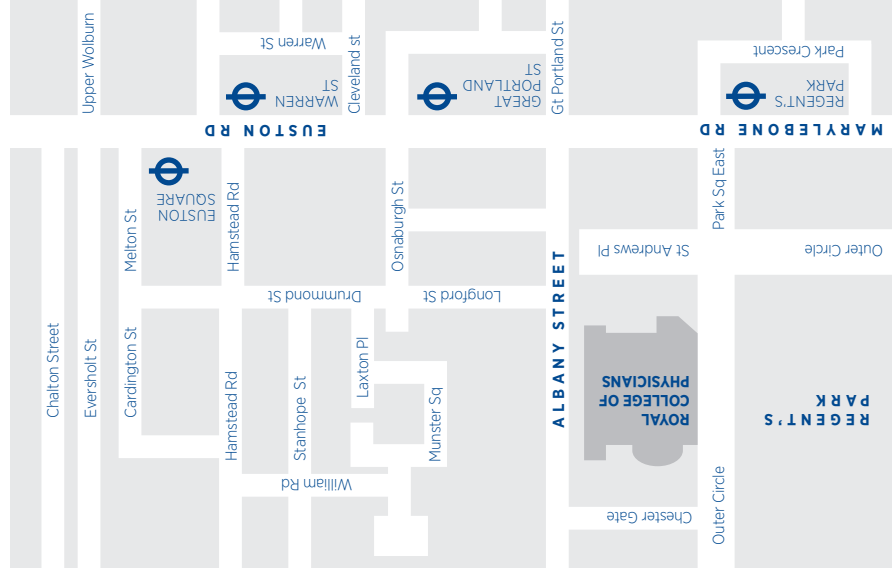 Upper Wolburn
Warren St
Cleveland st
Gt Portland St
Park Crescent
WARREN
ST
GREAT
PORTLAND
ST
REGENT'S
PARK
EUSTON RD
MARYLEBONE RD
EUSTON
SQUARE
Melton St
Hamstead Rd
Osnaburgh St
Park Sq East
St Andrews Pl
Outer Circle
Drummond St
Longford St
ALBANY STREET
Chalton Street
Eversholt St
Cardington St
Hamstead Rd
Stanhope St
Laxton Pl
Munster Sq
ROYAL
COLLEGE OF
PHYSICIANS
REGENT'S
PARK
William Rd
Chester Gate
Outer Circle